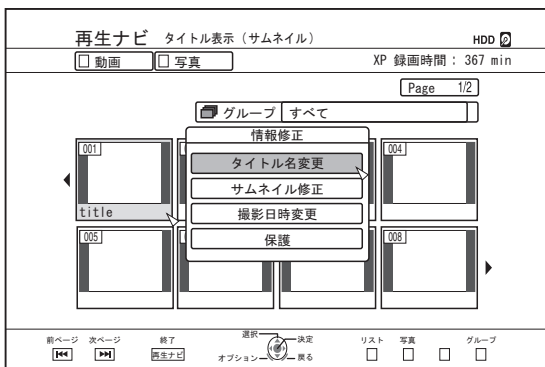 再生ナビ タイトル表示（サムネイル） HDD
動画 写真 XP 録画時間： 367 min
Page 1/2
グループ すべて
情報修正
001 004
タイトル名変更
サムネイル修正
title
撮影日時変更
005 008
保護
前ページ 次ページ 終了 選択 決定 リスト 写真 グループ
再生ナビ オプション 戻る